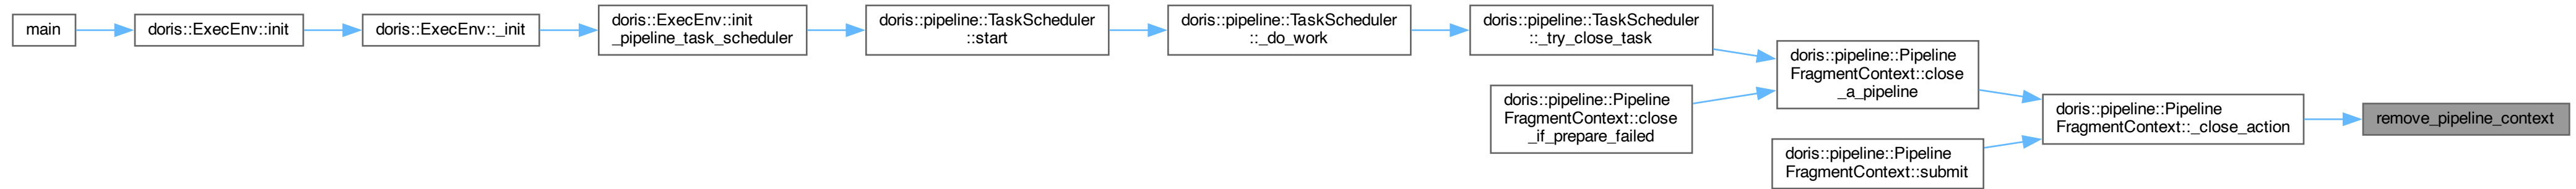 main
doris::ExecEnv::init
doris::ExecEnv::_init
doris::ExecEnv::init
_pipeline_task_scheduler
doris::pipeline::TaskScheduler
::start
doris::pipeline::TaskScheduler
::_do_work
doris::pipeline::TaskScheduler
::_try_close_task
doris::pipeline::Pipeline
FragmentContext::close
_a_pipeline
doris::pipeline::Pipeline
FragmentContext::close
_if_prepare_failed
doris::pipeline::Pipeline
FragmentContext::_close_action
doris::pipeline::Pipeline
FragmentContext::submit
remove_pipeline_context